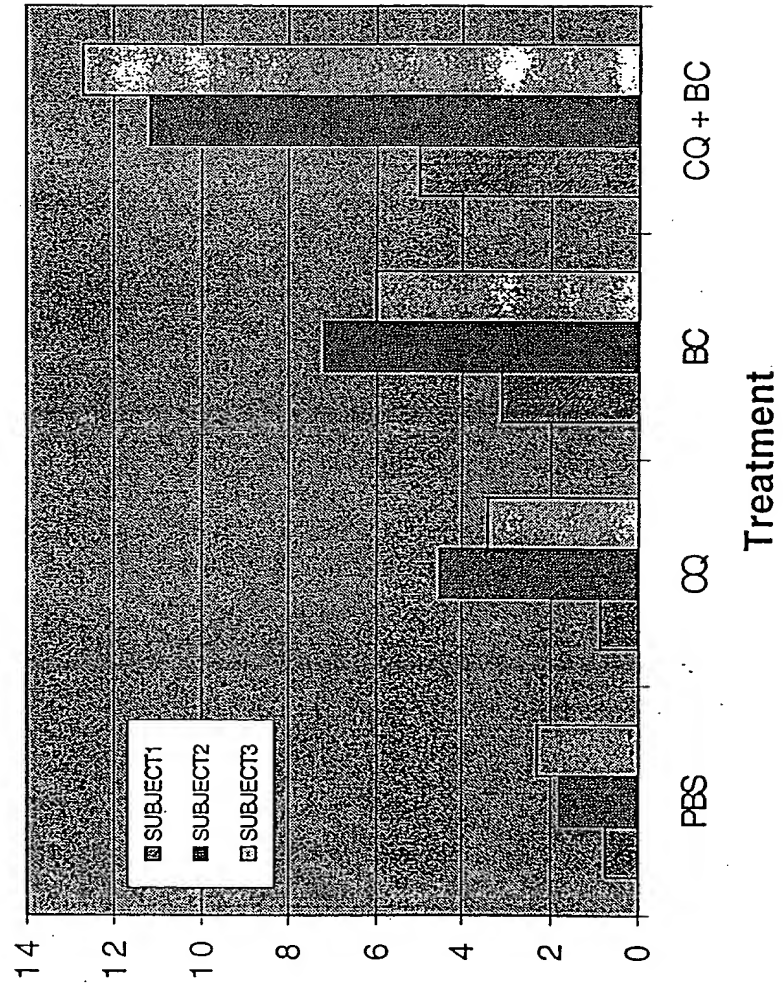 14
12
10
8
6
4
2
0
SUBJECT1
SUBJECT2
SUBJECT3
PBS
CQ
BC
CQ + BC
Treatment